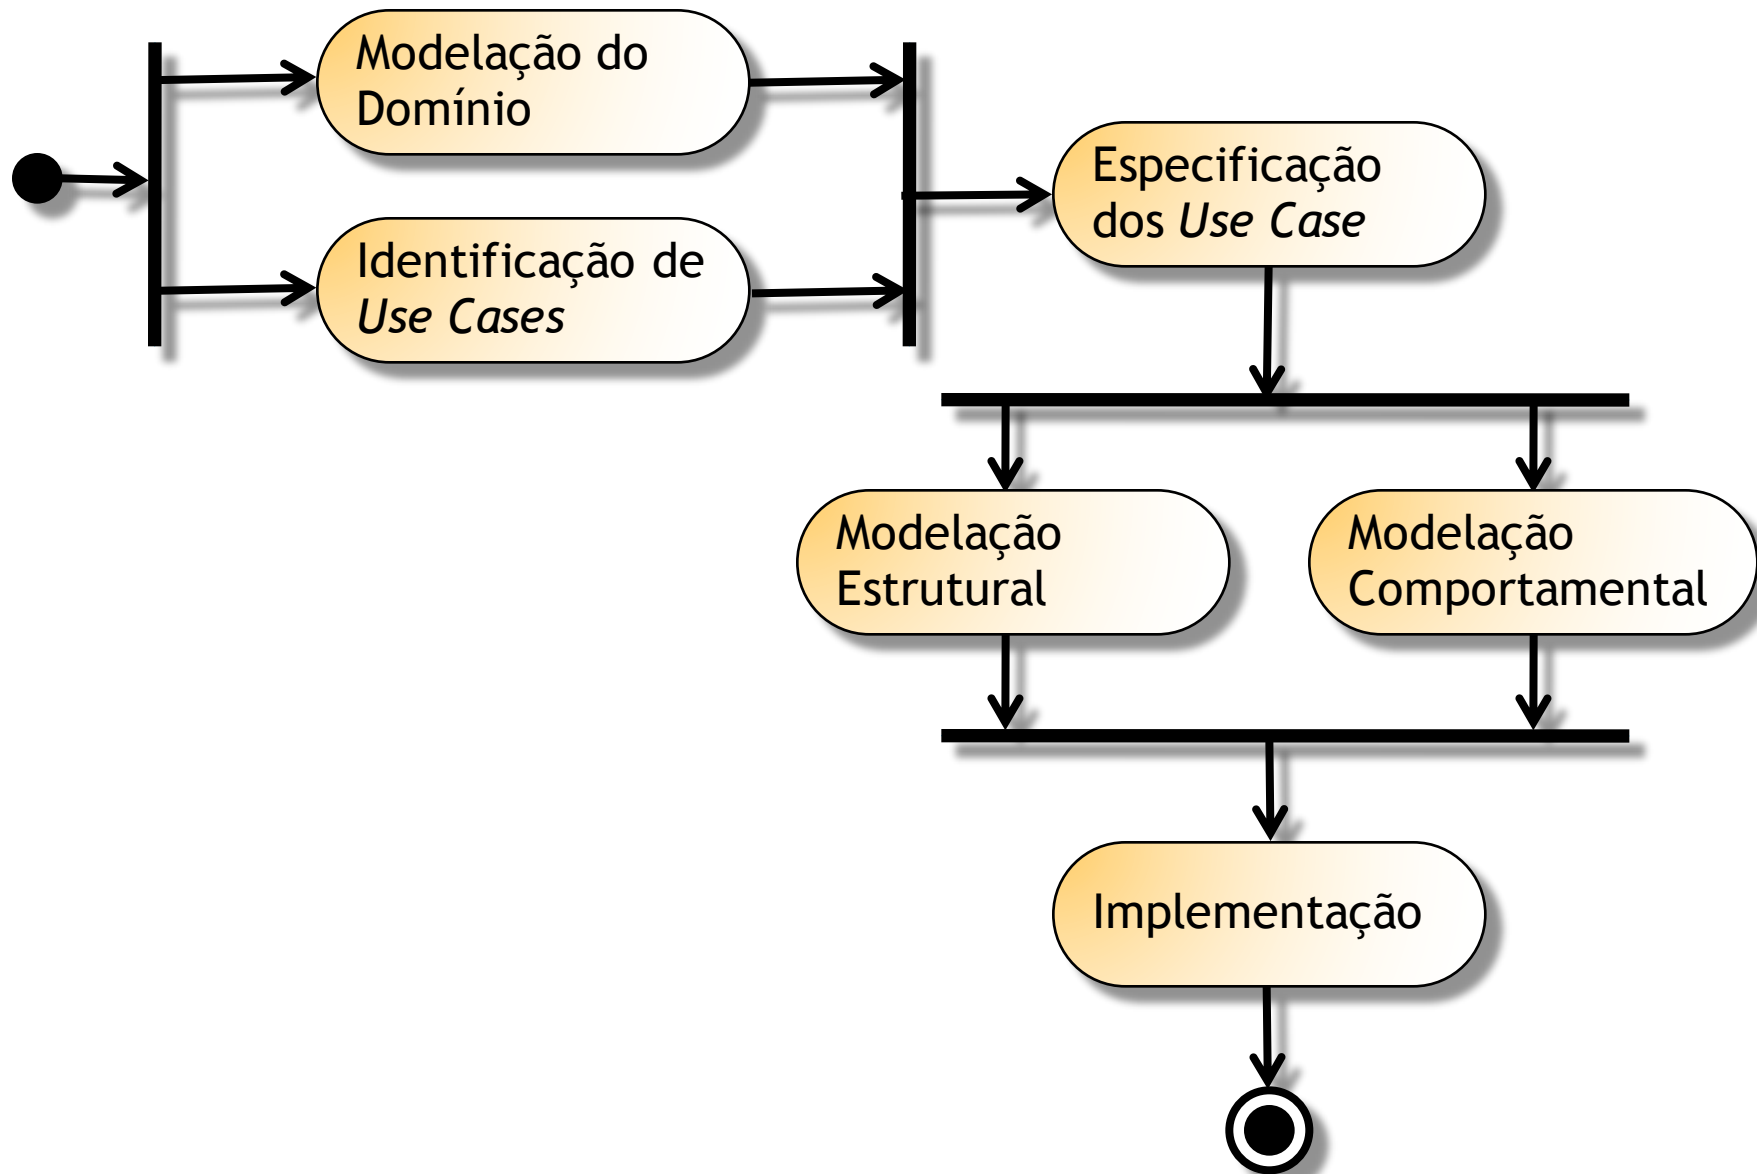 Modelação do
Domínio
Identificação de
Use Cases
Especificação
dos Use Case
Modelação
Estrutural
Modelação
Comportamental
Implementação